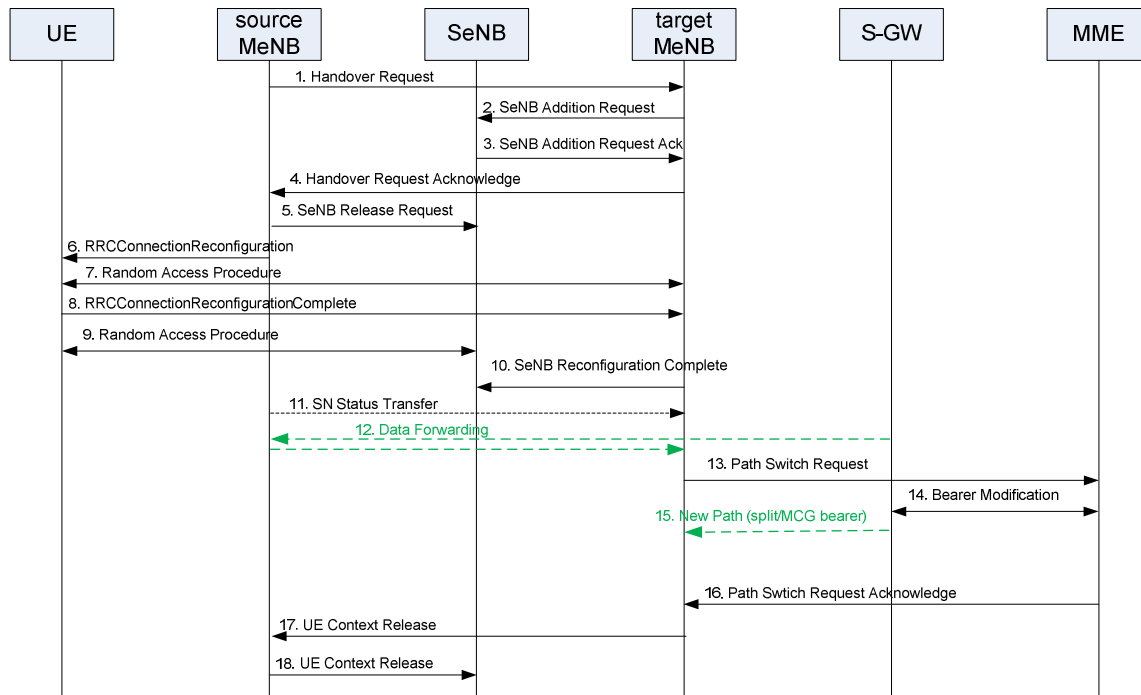 UE
source
MeNB
SeNB
target
MeNB
S-GW
MME
1. Handover Request
2. SeNB Addition Request
3. SeNB Addition Request Ack
4. Handover Request Acknowledge
5. SeNB Release Request
6. RRCConnectionReconfiguration
7. Random Access Procedure
8. RRCConnectionReconfigurationComplete
9. Random Access Procedure
10. SeNB Reconfiguration Complete
11. SN Status Transfer
12. Data Forwarding
13. Path Switch Request
14. Bearer Modification
15. New Path (split/MCG bearer)
16. Path Swtich Request Acknowledge
17. UE Context Release
18. UE Context Release